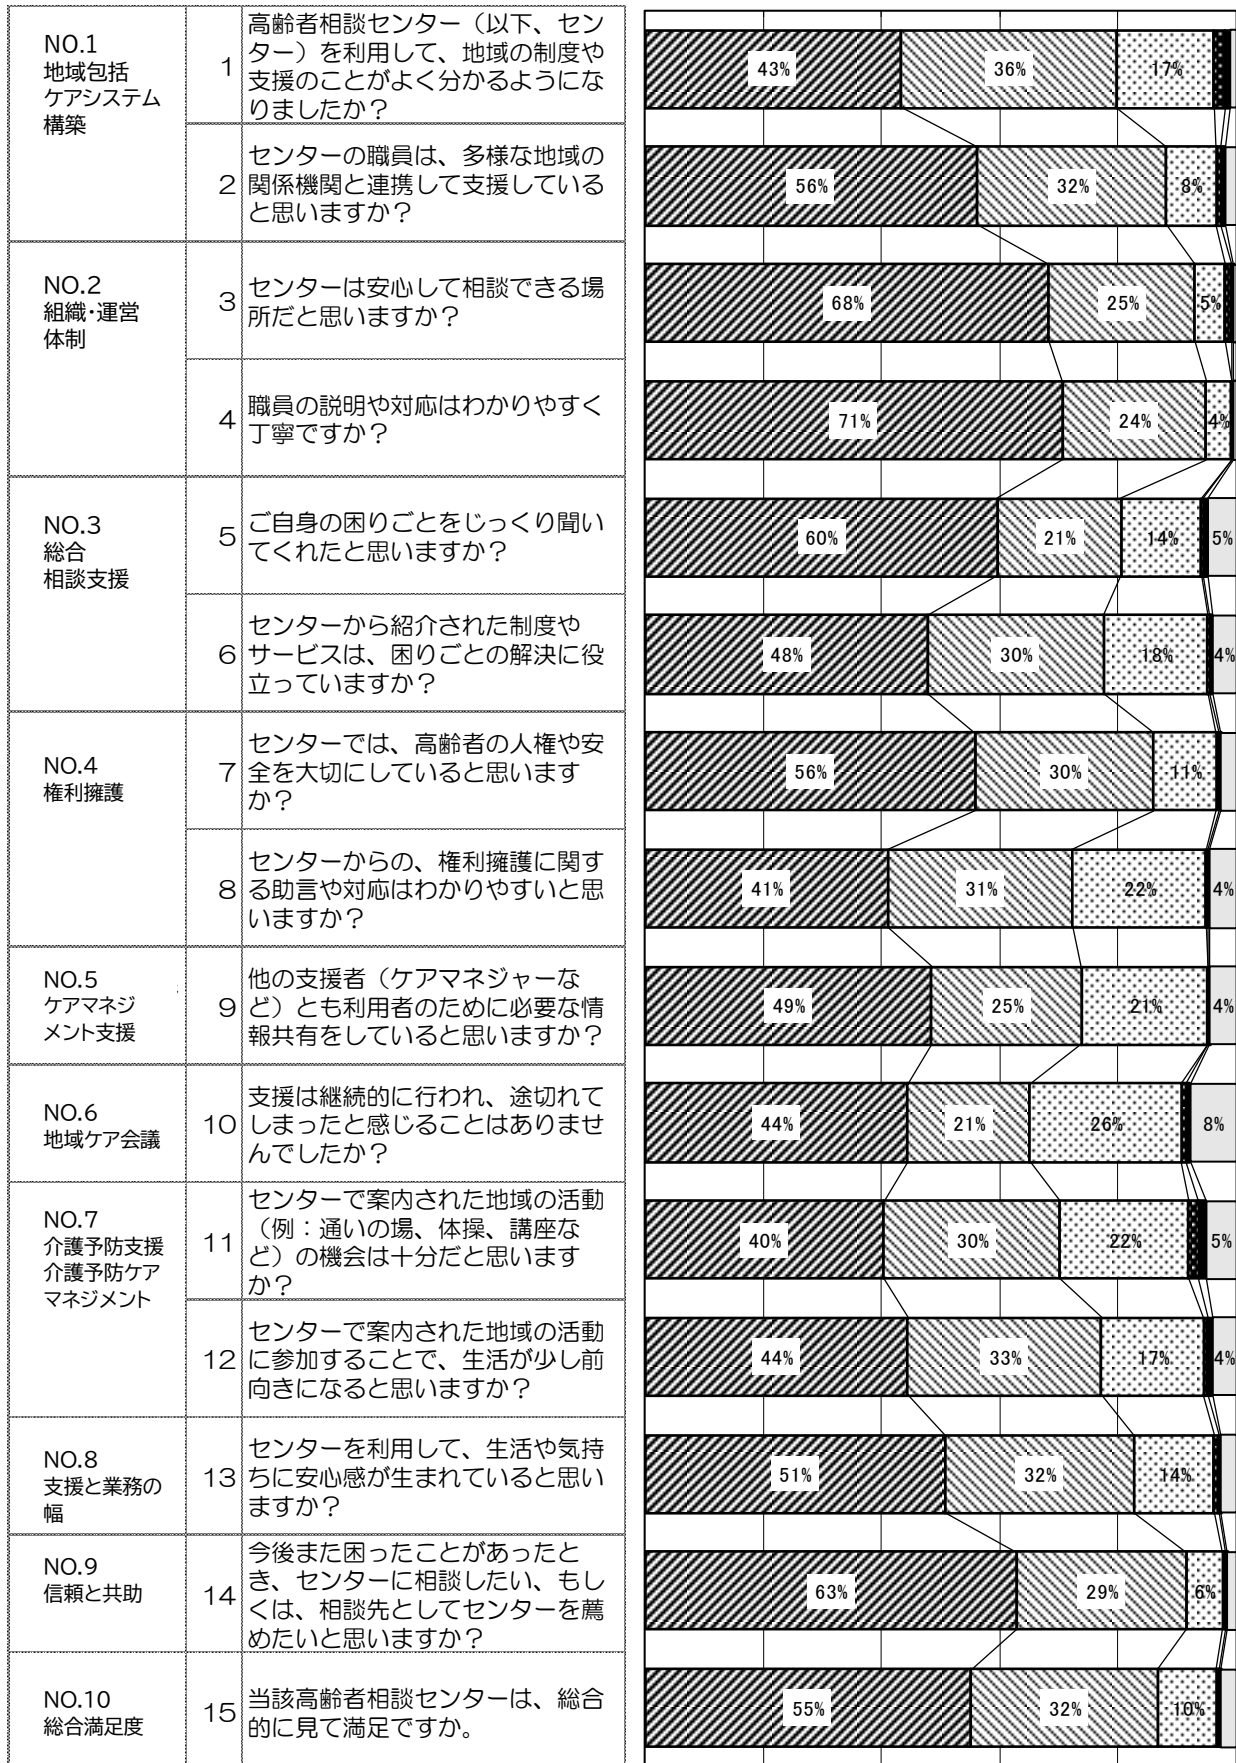 NO.1
地域包括
ケアシステム
構築
1
高齢者相談センター（以下、セン
ター）を利用して、地域の制度や
支援のことがよく分かるようにな
りましたか？
43%
36%
17%
2
センターの職員は、多様な地域の
関係機関と連携して支援している
と思いますか？
56%
32%
8%
NO.2
組織・運営
体制
3
センターは安心して相談できる場
所だと思いますか？
68%
25%
5%
4
職員の説明や対応はわかりやすく
丁寧ですか？
71%
24%
4%
NO.3
総合
相談支援
5
ご自身の困りごとをじっくり聞い
てくれたと思いますか？
60%
21%
14%
5%
6
センターから紹介された制度や
サービスは、困りごとの解決に役
立っていますか？
48%
30%
18%
4%
NO.4
権利擁護
7
センターでは、高齢者の人権や安
全を大切にしていると思います
か？
56%
30%
11%
8
センターからの、権利擁護に関す
る助言や対応はわかりやすいと思
いますか？
41%
31%
22%
4%
NO.5
ケアマネジ
メント支援
9
他の支援者（ケアマネジャーな
ど）とも利用者のために必要な情
報共有をしていると思いますか？
49%
25%
21%
4%
NO.6
地域ケア会議
10
支援は継続的に行われ、途切れて
しまったと感じることはありませ
んでしたか？
44%
21%
26%
8%
NO.7
介護予防支援
介護予防ケア
マネジメント
11
センターで案内された地域の活動
（例：通いの場、体操、講座な
ど）の機会は十分だと思います
か？
40%
30%
22%
5%
12
センターで案内された地域の活動
に参加することで、生活が少し前
向きになると思いますか？
44%
33%
17%
4%
NO.8
支援と業務の
幅
13
センターを利用して、生活や気持
ちに安心感が生まれていると思い
ますか？
51%
32%
14%
NO.9
信頼と共助
14
今後また困ったことがあったと
き、センターに相談したい、もし
くは、相談先としてセンターを薦
めたいと思いますか？
63%
29%
6%
NO.10
総合満足度
15
当該高齢者相談センターは、総合
的に見て満足ですか。
55%
32%
10%